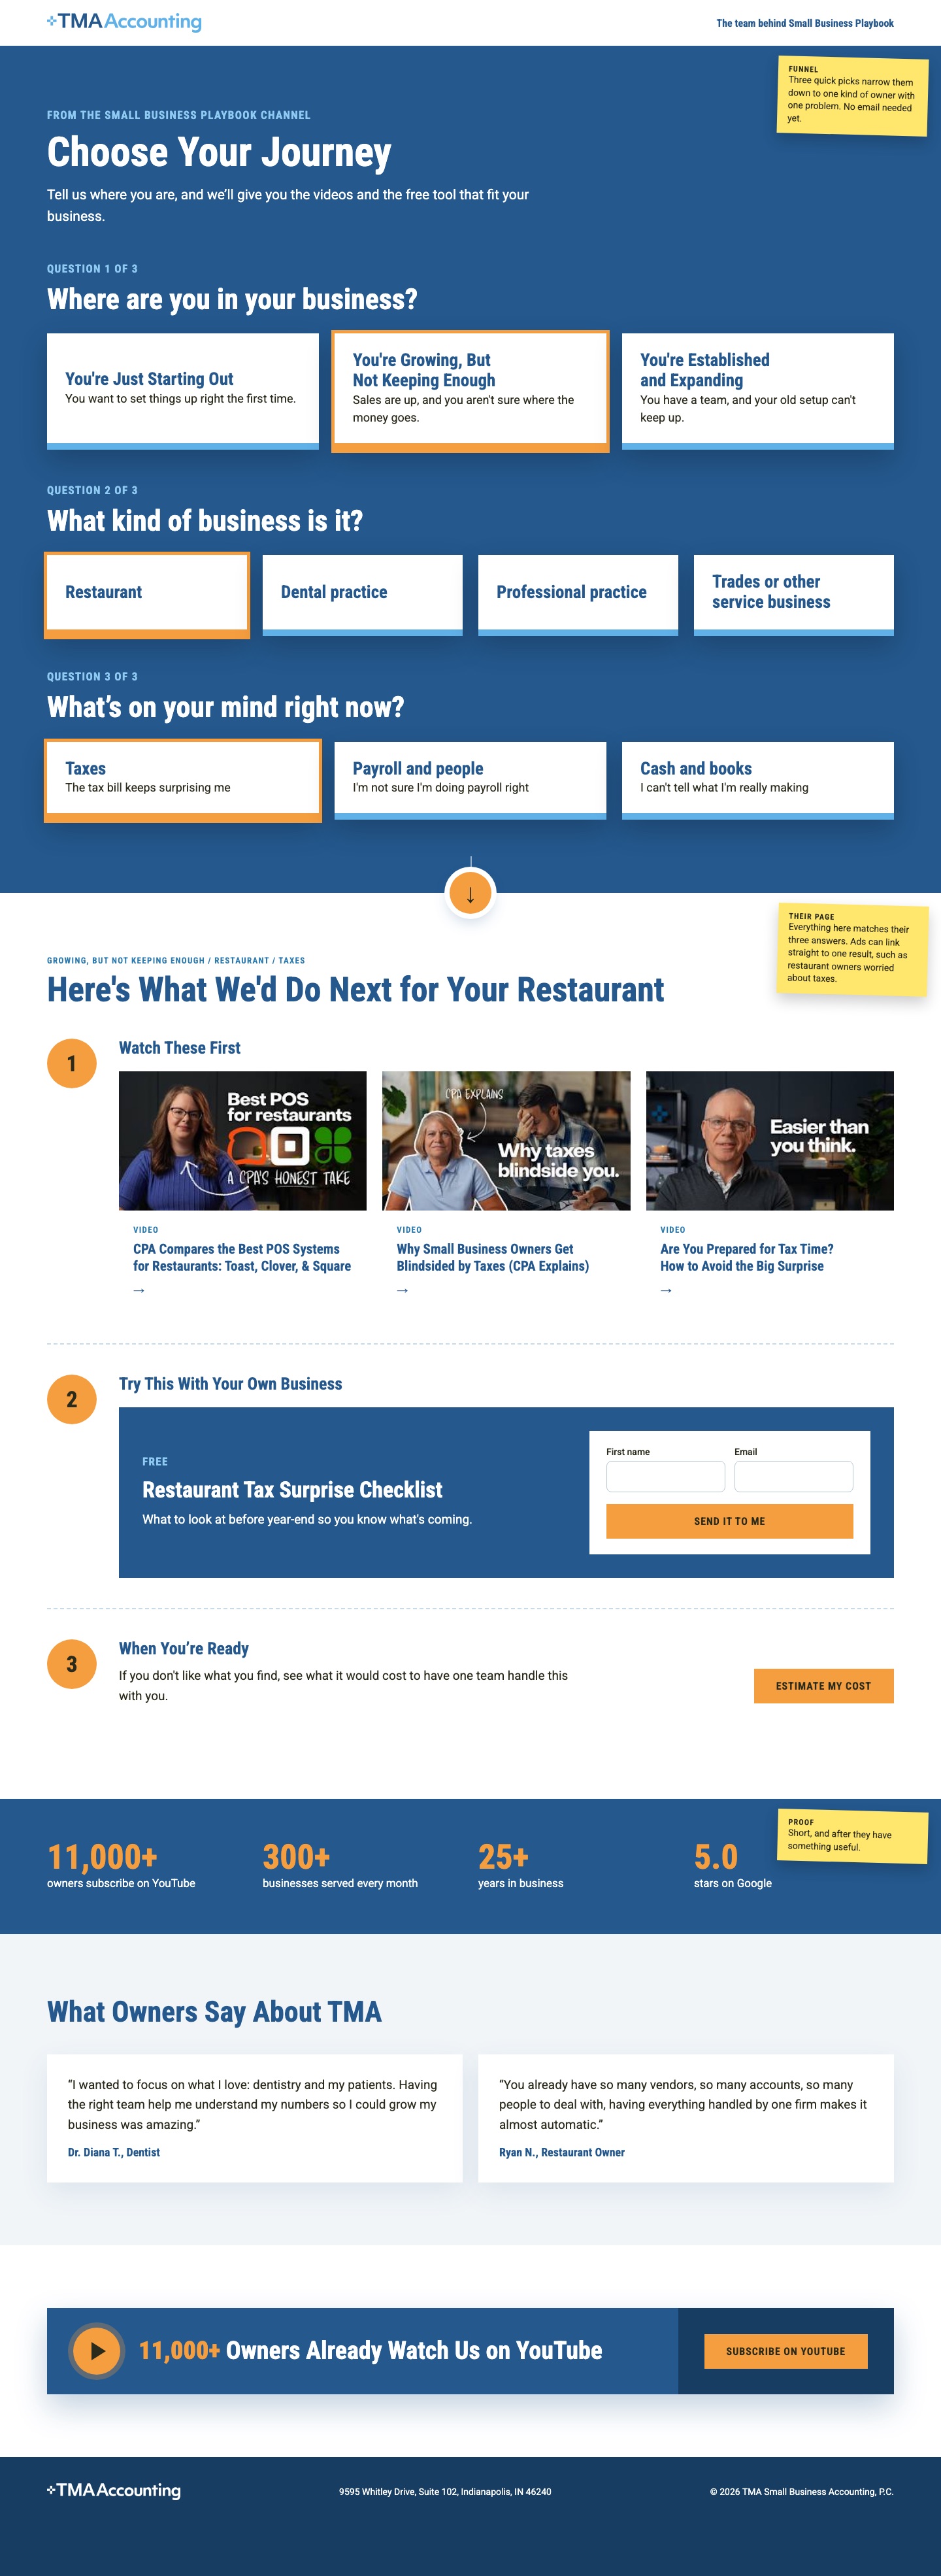 TMA Accounting
The team behind Small Business Playbook
FUNNEL
Three quick picks narrow them
down to one kind of owner with
one problem. No email needed
yet.
FROM THE SMALL BUSINESS PLAYBOOK CHANNEL
Choose Your Journey
Tell us where you are, and we’ll give you the videos and the free tool that fit your
business.
QUESTION 1 OF 3
Where are you in your business?
You're Just Starting Out
You want to set things up right the first time.
You're Growing, But
Not Keeping Enough
Sales are up, and you aren't sure where the
money goes.
You're Established
and Expanding
You have a team, and your old setup can't
keep up.
QUESTION 2 OF 3
What kind of business is it?
Restaurant
Dental practice
Professional practice
Trades or other
service business
QUESTION 3 OF 3
What’s on your mind right now?
Taxes
The tax bill keeps surprising me
Payroll and people
I'm not sure I'm doing payroll right
Cash and books
I can't tell what I'm really making
↓
THEIR PAGE
Everything here matches their
three answers. Ads can link
straight to one result, such as
restaurant owners worried
about taxes.
GROWING, BUT NOT KEEPING ENOUGH / RESTAURANT / TAXES
Here's What We'd Do Next for Your Restaurant
1
Watch These First
Best POS
for restaurants
A CPA'S HONEST TAKE
CPA EXPLAINS
Why taxes
blindside you.
Easier than
you think.
VIDEO
CPA Compares the Best POS Systems
for Restaurants: Toast, Clover, & Square
→
VIDEO
Why Small Business Owners Get
Blindsided by Taxes (CPA Explains)
→
VIDEO
Are You Prepared for Tax Time?
How to Avoid the Big Surprise
→
2
Try This With Your Own Business
FREE
Restaurant Tax Surprise Checklist
What to look at before year-end so you know what's coming.
First name
Email
SEND IT TO ME
3
When You’re Ready
If you don't like what you find, see what it would cost to have one team handle this
with you.
ESTIMATE MY COST
PROOF
Short, and after they have
something useful.
11,000+
owners subscribe on YouTube
300+
businesses served every month
25+
years in business
5.0
stars on Google
What Owners Say About TMA
“I wanted to focus on what I love: dentistry and my patients. Having
the right team help me understand my numbers so I could grow my
business was amazing.”
Dr. Diana T., Dentist
“You already have so many vendors, so many accounts, so many
people to deal with, having everything handled by one firm makes it
almost automatic.”
Ryan N., Restaurant Owner
11,000+ Owners Already Watch Us on YouTube
SUBSCRIBE ON YOUTUBE
TMA Accounting
9595 Whitley Drive, Suite 102, Indianapolis, IN 46240
© 2026 TMA Small Business Accounting, P.C.